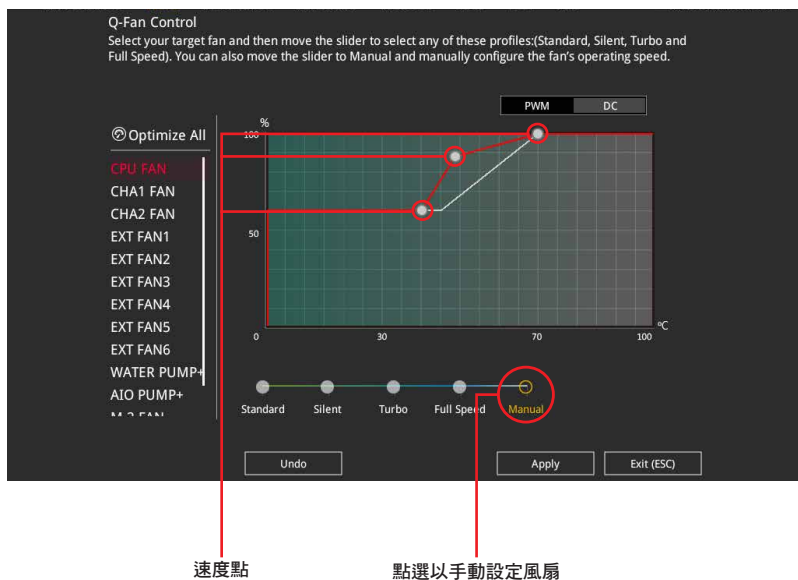 Q-Fan Control
Select your target fan and then move the slider to select any of these profiles:(Standard, Silent, Turbo and
Full Speed). You can also move the slider to Manual and manually configure the fan's operating speed.
PWM DC
Optimize All
%
100
CPU FAN
CHA1 FAN
CHA2 FAN
EXT FAN1
50
EXT FAN2
EXT FAN3
EXT FAN4
EXT FAN5
EXT FAN6
WATER PUMP+
AIO PUMP+
M.2 FAN
0 30 70 100 ºC
Standard Silent Turbo Full Speed Manual
Undo Apply Exit (ESC)
速度點 點選以手動設定風扇